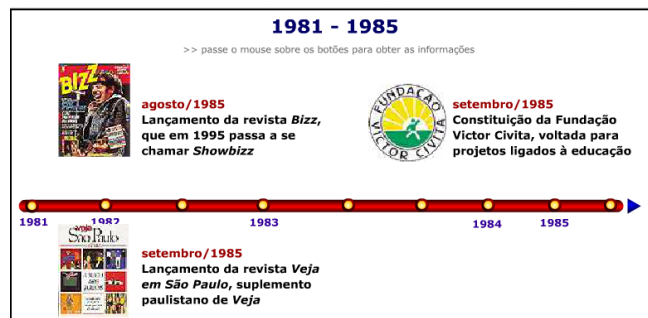 1981 - 1985
>> passe o mouse sobre os botões para obter as informações
BIZZ
agosto/1985
Lançamento da revista Bizz,
que em 1995 passa a se
chamar Showbizz
FUNDAÇÃO
VICTOR CIVITA
setembro/1985
Constituição da Fundação
Victor Civita, voltada para
projetos ligados à educação
1981
1982
1983
1984
1985
veja
São Paulo
setembro/1985
Lançamento da revista Veja
em São Paulo, suplemento
paulistano de Veja